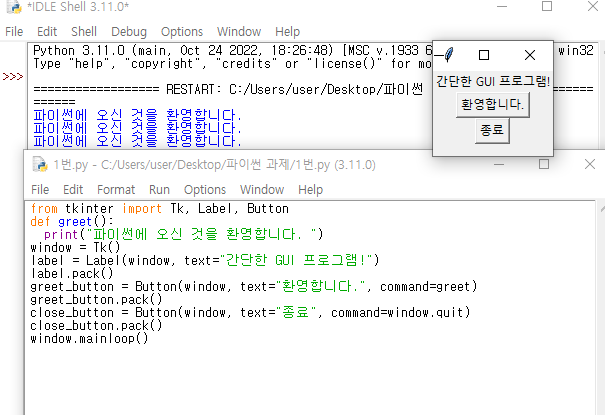 *IDLE Shell 3.11.0*
File Edit Shell Debug Options Window Help
Python 3.11.0 (main, Oct 24 2022, 18:26:48) [MSC v.1933 6 win32
Type "help", "copyright", "credits" or "license()" for mo
>>>
================== RESTART: C:/Users/user/Desktop/파이썬 ======
======
파이썬에 오신 것을 환영합니다.
파이썬에 오신 것을 환영합니다.
파이썬에 오신 것을 환영합니다.
간단한 GUI 프로그램!
환영합니다.
종료
1번.py - C:/Users/user/Desktop/파이썬 과제/1번.py (3.11.0)
File Edit Format Run Options Window Help
from tkinter import Tk, Label, Button
def greet():
  print("파이썬에 오신 것을 환영합니다. ")
window = Tk()
label = Label(window, text="간단한 GUI 프로그램!")
label.pack()
greet_button = Button(window, text="환영합니다.", command=greet)
greet_button.pack()
close_button = Button(window, text="종료", command=window.quit)
close_button.pack()
window.mainloop()